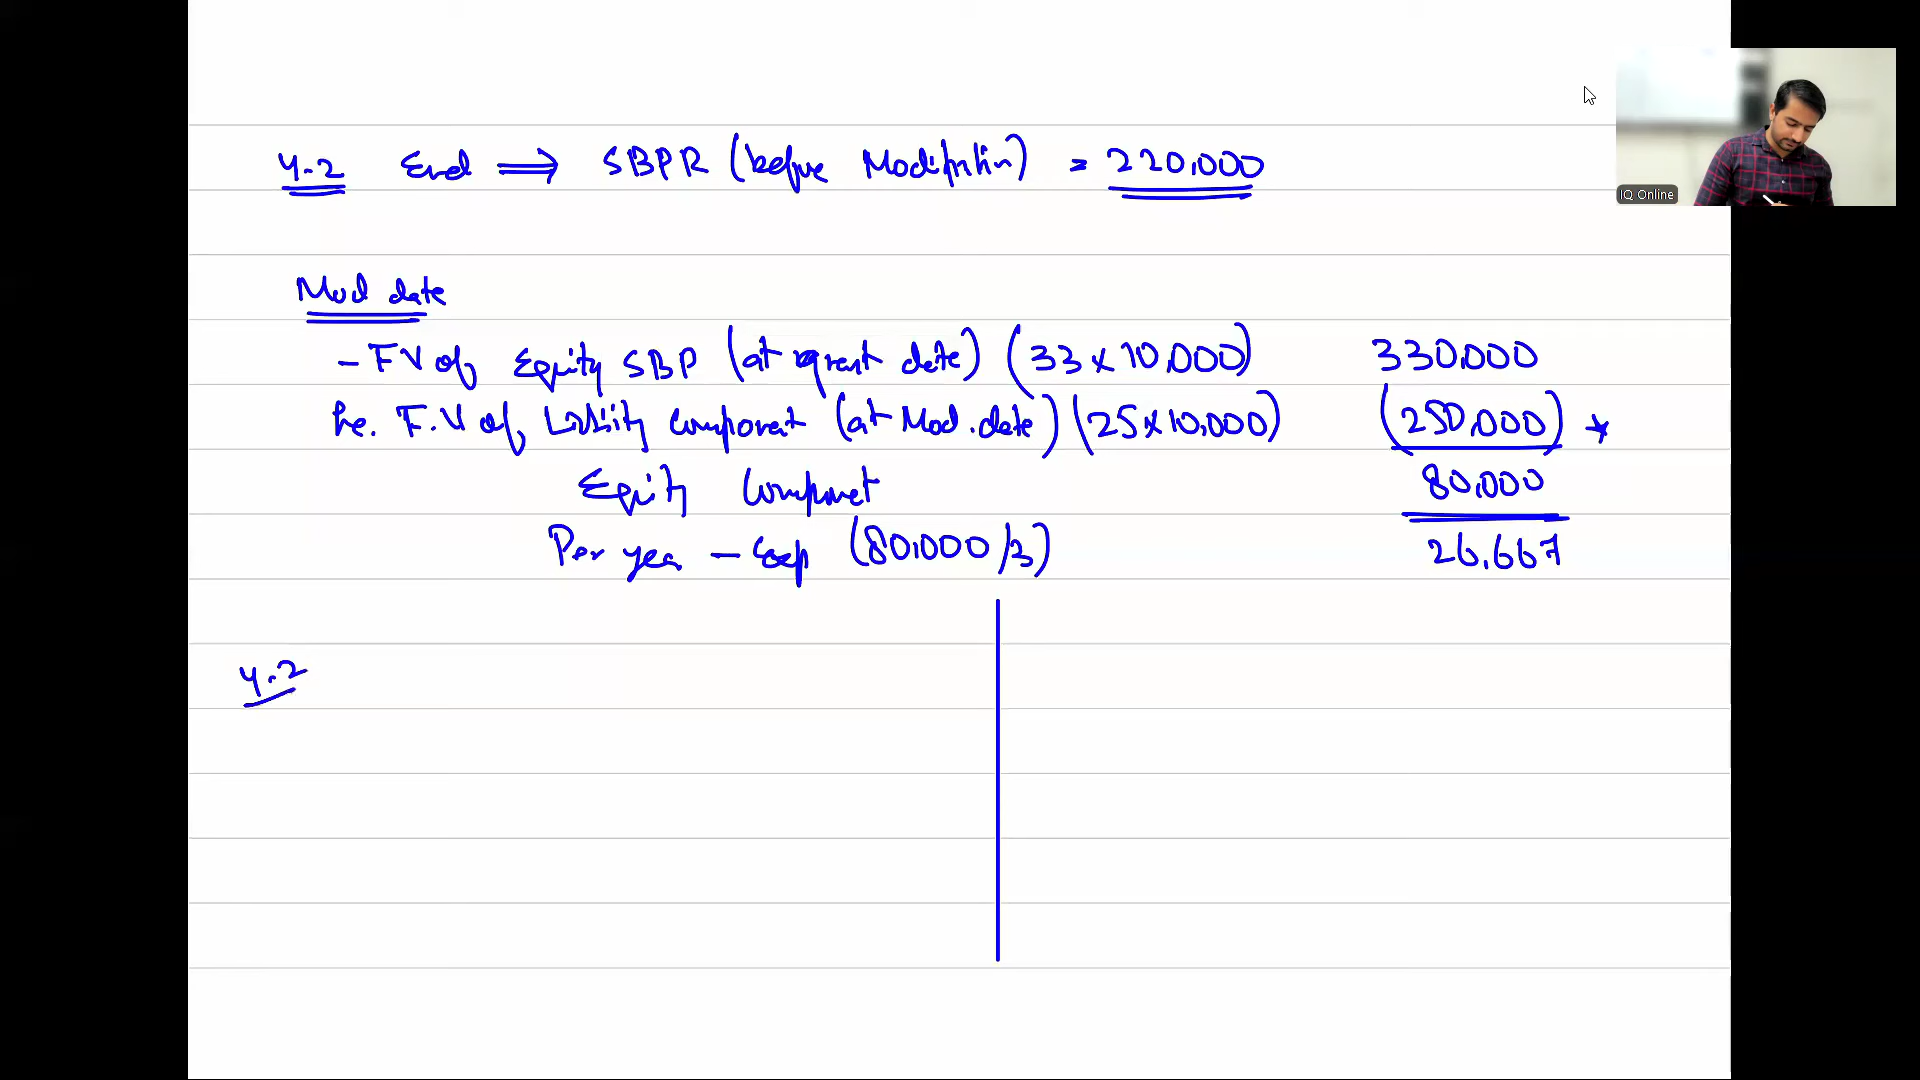 Y-2 End ⟹ SBPR (before Modification) = 220,000
IQ Online
Mod date
- FV of Equity SBP (at grant date) (33 x 10,000) 330,000
Le. F.V of Liability Component (at Mod. date) (25 x 10,000) (250,000) *
Equity Component 80,000
Per year - Exp (80,000/3) 26,667
Y-2